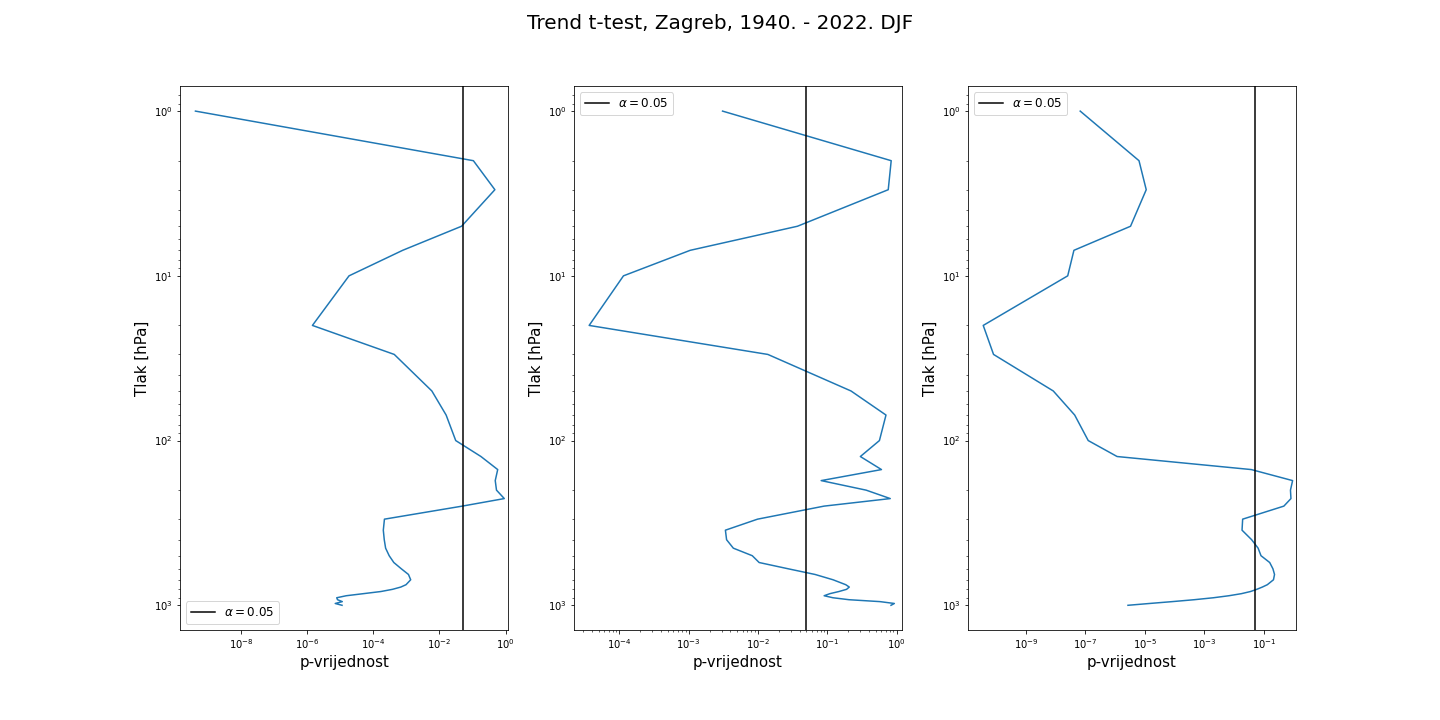 Trend t-test, Zagreb, 1940. - 2022. DJF
Tlak [hPa]
10⁰
10¹
10²
10³
α = 0.05
10⁻⁸
10⁻⁶
10⁻⁴
10⁻²
10⁰
p-vrijednost
Tlak [hPa]
10⁰
10¹
10²
10³
α = 0.05
10⁻⁴
10⁻³
10⁻²
10⁻¹
10⁰
p-vrijednost
Tlak [hPa]
10⁰
10¹
10²
10³
α = 0.05
10⁻⁹
10⁻⁷
10⁻⁵
10⁻³
10⁻¹
p-vrijednost